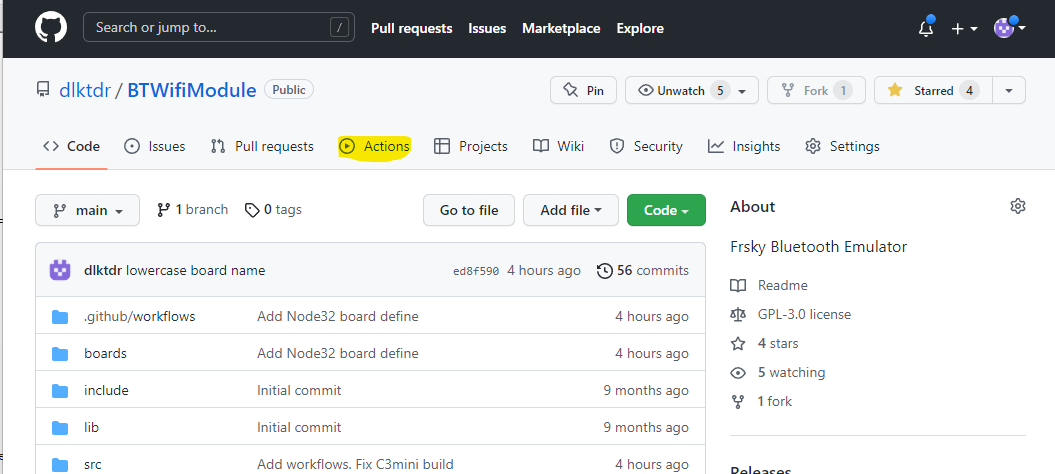 Search or jump to... / Pull requests Issues Marketplace Explore
dlktdr / BTWifiModule Public Pin Unwatch 5 Fork 1 Starred 4
Code Issues Pull requests Actions Projects Wiki Security Insights Settings
main 1 branch 0 tags Go to file Add file Code
About
Frsky Bluetooth Emulator
dlktdr lowercase board name ed8f590 4 hours ago 56 commits
Readme
.github/workflows Add Node32 board define 4 hours ago
GPL-3.0 license
4 stars
boards Add Node32 board define 4 hours ago
5 watching
include Initial commit 9 months ago
1 fork
lib Initial commit 9 months ago
src Add workflows. Fix C3mini build 4 hours ago
Releases